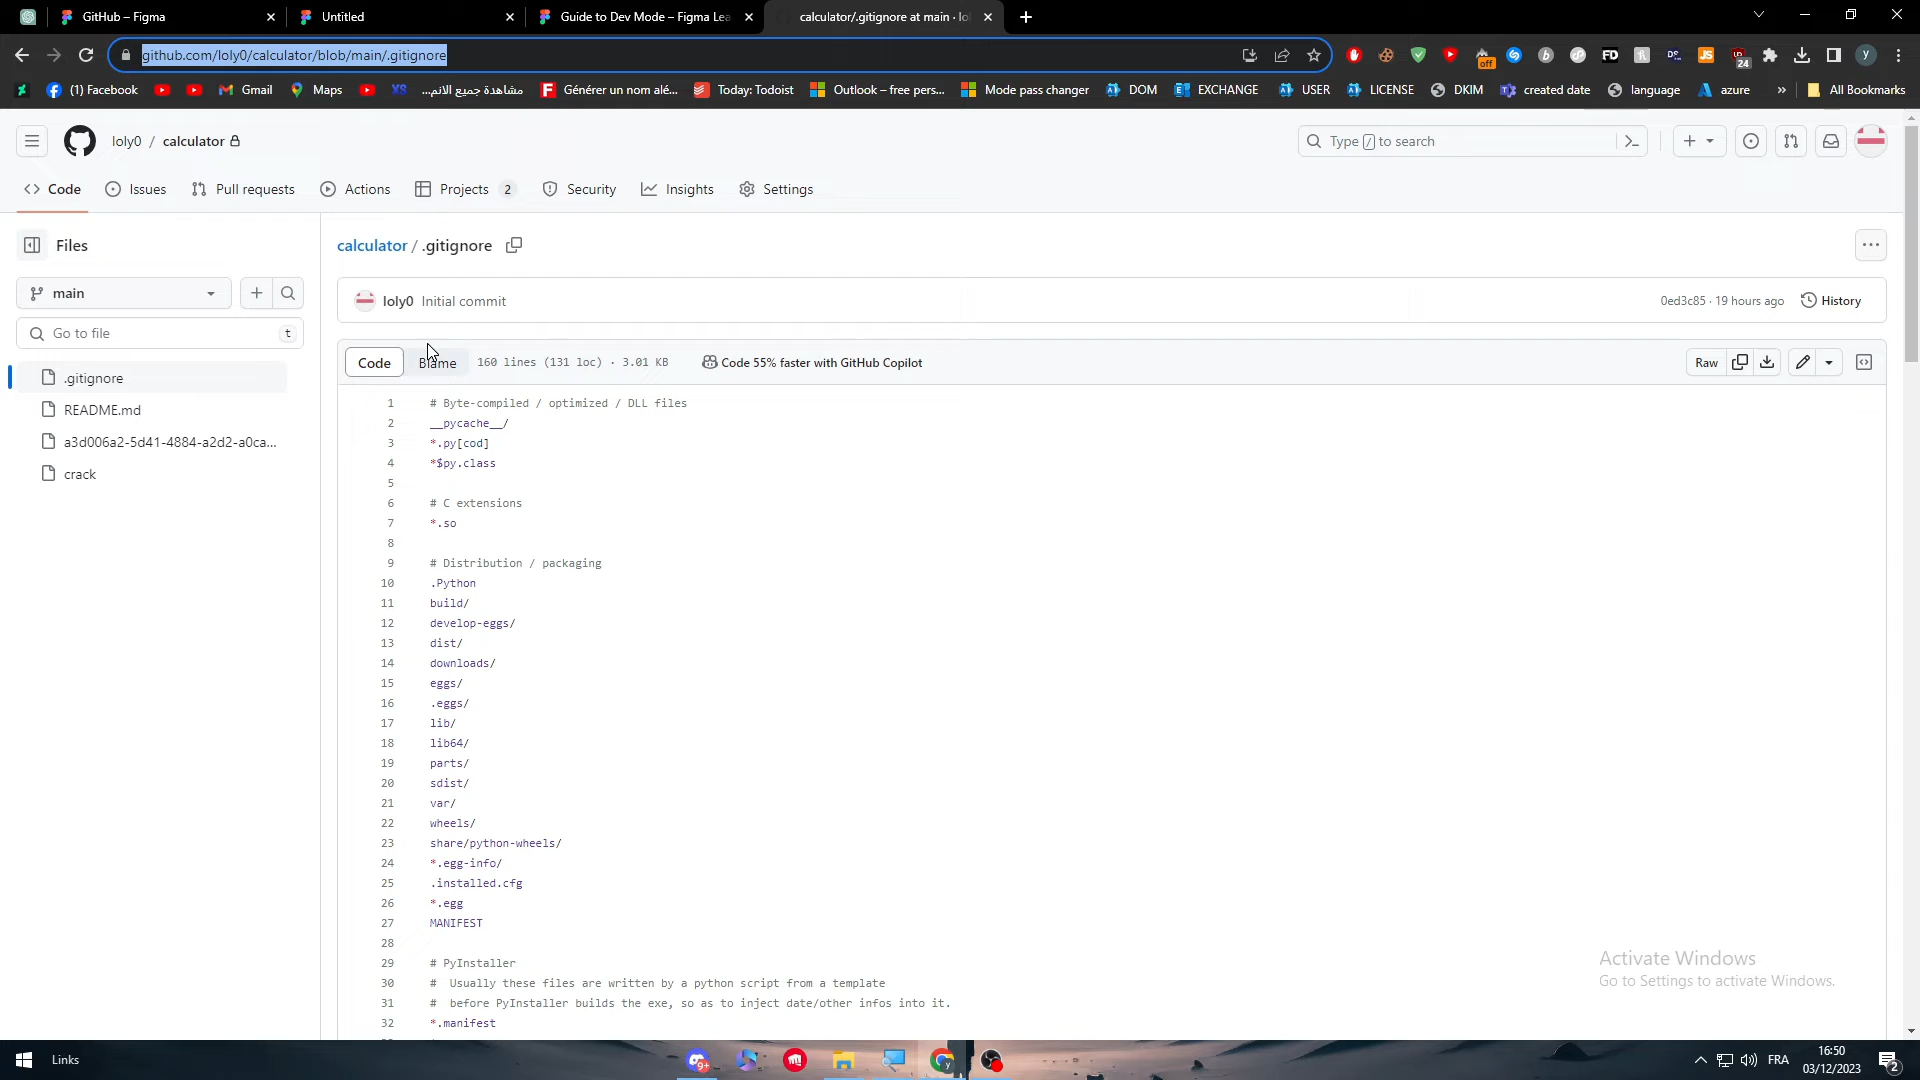 GitHub – Figma
Untitled
Guide to Dev Mode – Figma Lea
calculator/.gitignore at main · lol
github.com/loly0/calculator/blob/main/.gitignore
off
FD
JS
24
y
(1) Facebook
Gmail
Maps
XS
مشاهدة جميع الانم...
Générer un nom alé...
Today: Todoist
Outlook – free pers...
Mode pass changer
DOM
EXCHANGE
USER
LICENSE
DKIM
created date
language
azure
»
All Bookmarks
loly0 / calculator
Type / to search
Code
Issues
Pull requests
Actions
Projects 2
Security
Insights
Settings
Files
main
Go to file
t
.gitignore
README.md
a3d006a2-5d41-4884-a2d2-a0ca...
crack
calculator / .gitignore
loly0 Initial commit
0ed3c85 · 19 hours ago
History
Code
Blame
160 lines (131 loc) · 3.01 KB
Code 55% faster with GitHub Copilot
Raw
1 # Byte-compiled / optimized / DLL files
2 __pycache__/
3 *.py[cod]
4 *$py.class
5
6 # C extensions
7 *.so
8
9 # Distribution / packaging
10 .Python
11 build/
12 develop-eggs/
13 dist/
14 downloads/
15 eggs/
16 .eggs/
17 lib/
18 lib64/
19 parts/
20 sdist/
21 var/
22 wheels/
23 share/python-wheels/
24 *.egg-info/
25 .installed.cfg
26 *.egg
27 MANIFEST
28
29 # PyInstaller
30 #  Usually these files are written by a python script from a template
31 #  before PyInstaller builds the exe, so as to inject date/other infos into it.
32 *.manifest
Activate Windows
Go to Settings to activate Windows.
Links
9+
FRA
16:50
03/12/2023
2